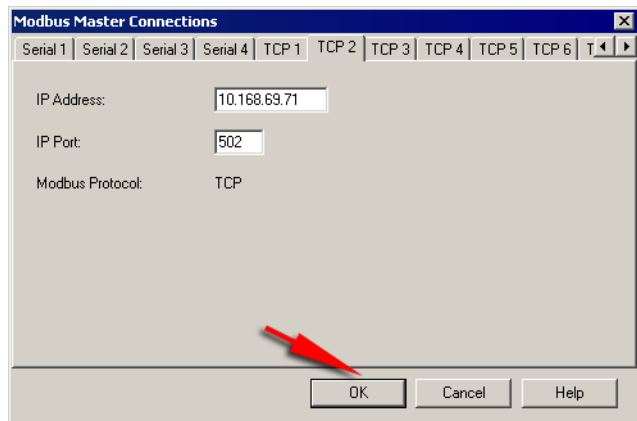 Modbus Master Connections
Serial 1 Serial 2 Serial 3 Serial 4 TCP 1 TCP 2 TCP 3 TCP 4 TCP 5 TCP 6 T
IP Address: 10.168.69.71
IP Port: 502
Modbus Protocol: TCP
OK Cancel Help